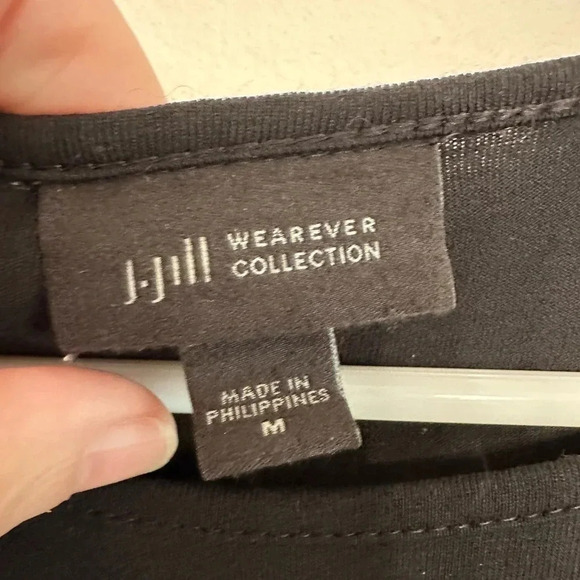 J.Jill WEAREVER
COLLECTION
MADE IN
PHILIPPINES
M